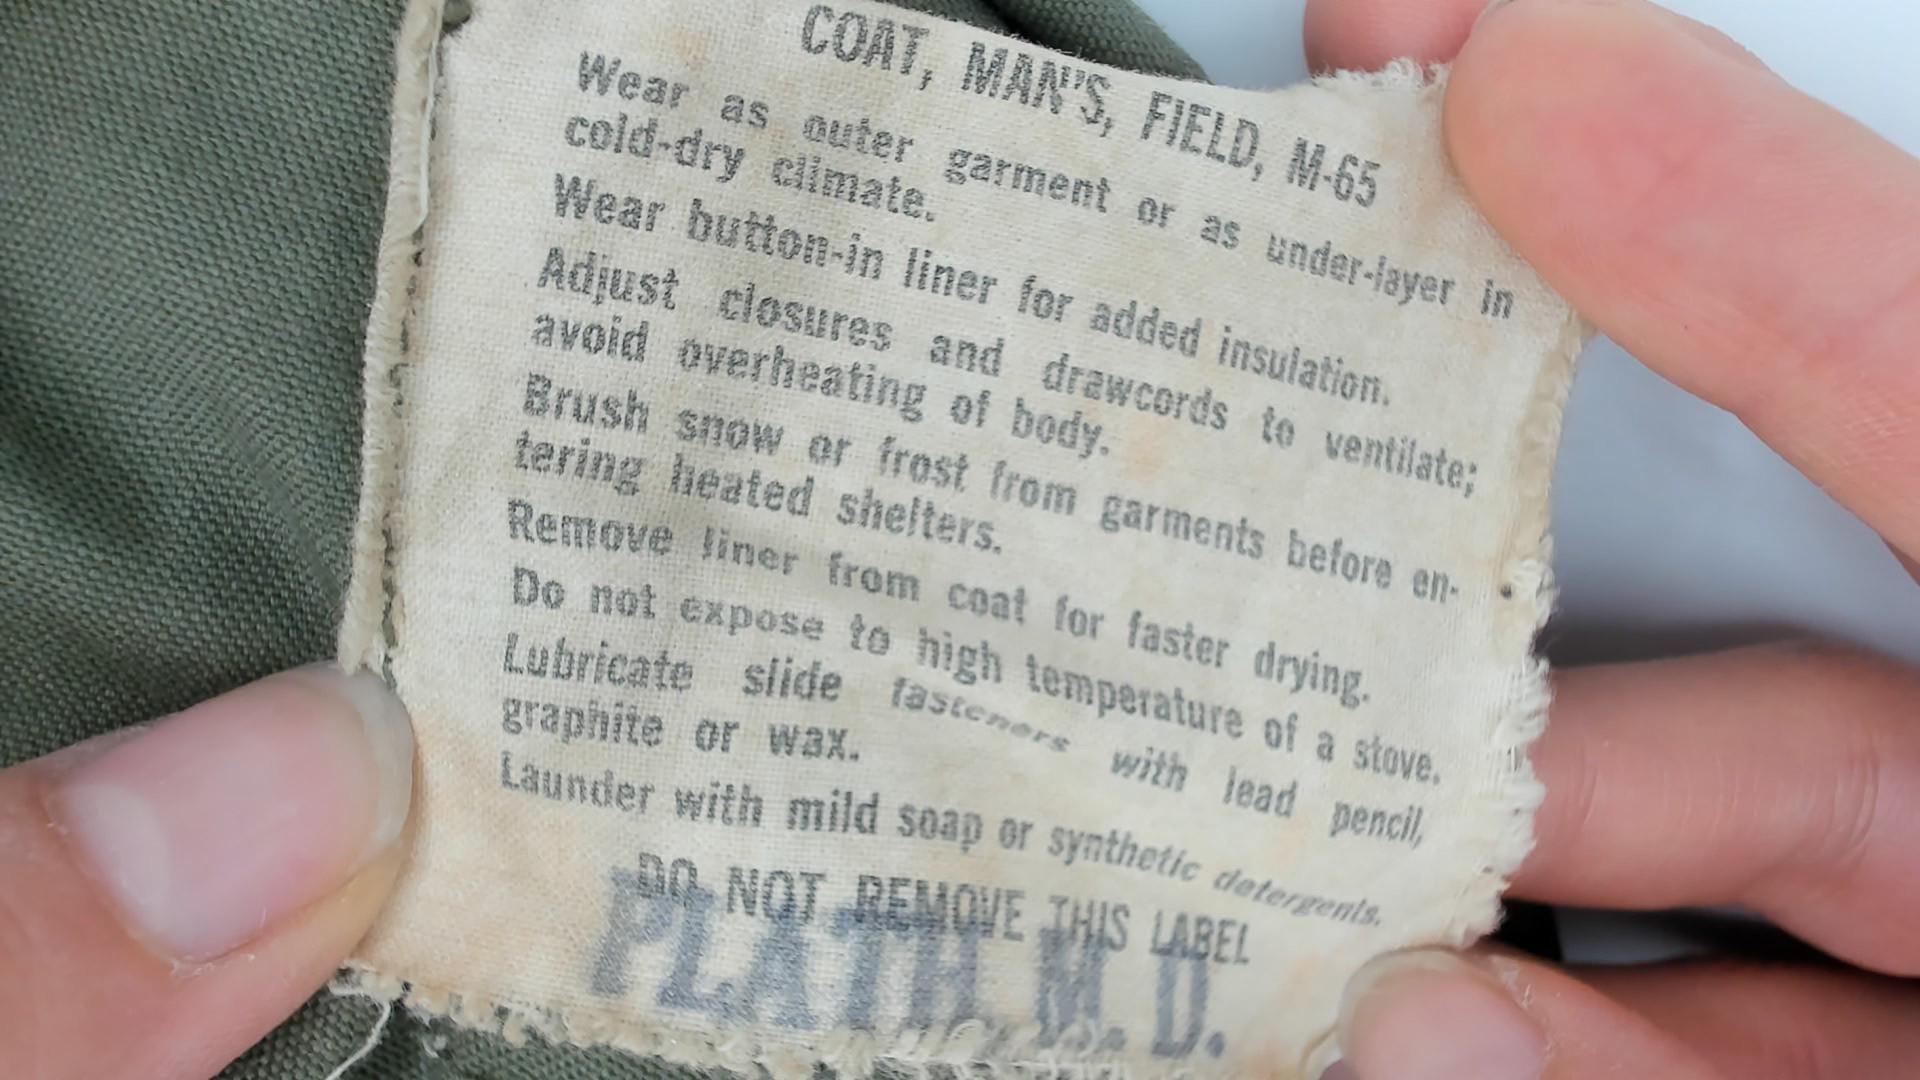 COAT, MAN'S, FIELD, M-65
Wear as outer garment or as under-layer in
cold-dry climate.
Wear button-in liner for added insulation.
Adjust closures and drawcords to ventilate;
avoid overheating of body.
Brush snow or frost from garments before en-
tering heated shelters.
Remove liner from coat for faster drying.
Do not expose to high temperature of a stove.
Lubricate slide fasteners with lead pencil,
graphite or wax.
Launder with mild soap or synthetic detergents.
DO NOT REMOVE THIS LABEL
PLATH M. D.